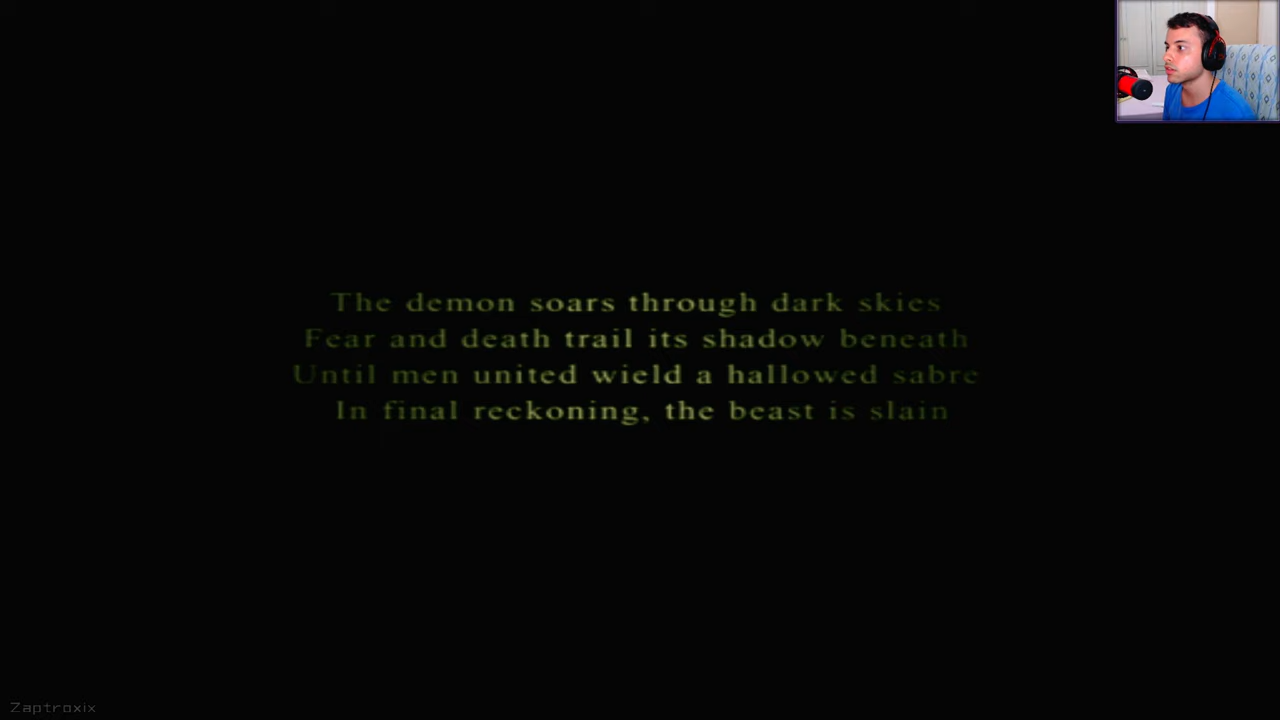 The demon soars through dark skies
Fear and death trail its shadow beneath
Until men united wield a hallowed sabre
In final reckoning, the beast is slain
Zaptroxix